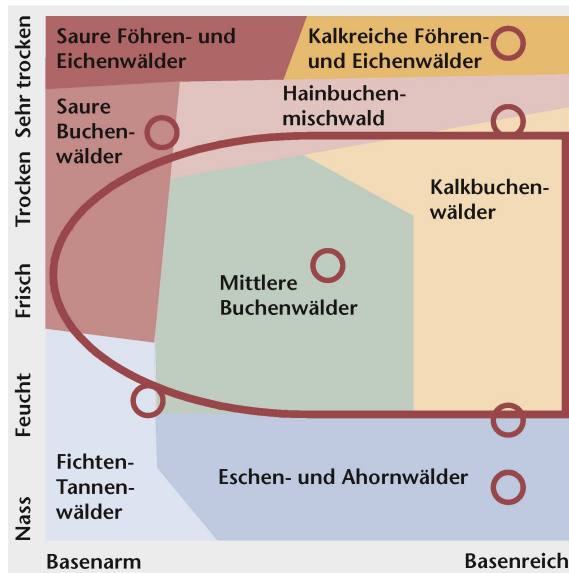 Saure Föhren- und
Eichenwälder
Kalkreiche Föhren-
und Eichenwälder
Hainbuchen-
mischwald
Saure
Buchen-
wälder
Kalkbuchen-
wälder
Mittlere
Buchenwälder
Fichten-
Tannen-
wälder
Eschen- und Ahornwälder
Sehr trocken
Trocken
Frisch
Feucht
Nass
Basenarm
Basenreich